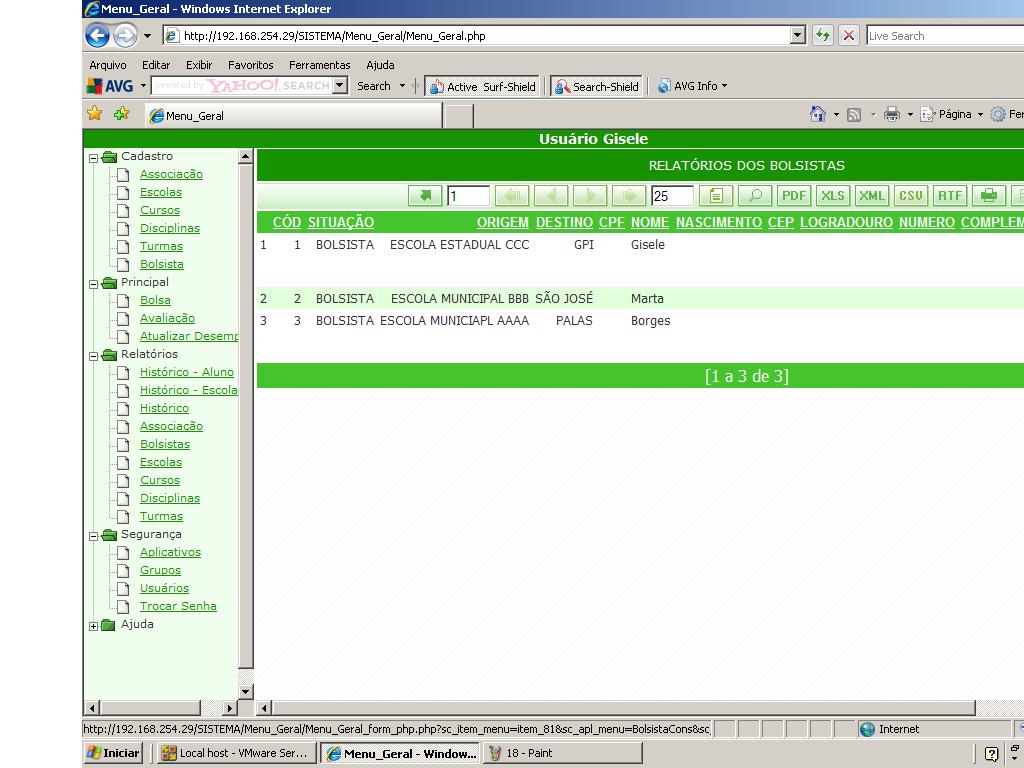 Menu_Geral - Windows Internet Explorer
http://192.168.254.29/SISTEMA/Menu_Geral/Menu_Geral.php
Live Search
Arquivo Editar Exibir Favoritos Ferramentas Ajuda
AVG powered by YAHOO! SEARCH Search Active Surf-Shield Search-Shield AVG Info
Menu_Geral Página Fer
Usuário Gisele
Cadastro
Associação
Escolas
Cursos
Disciplinas
Turmas
Bolsista
Principal
Bolsa
Avaliação
Atualizar Desemp
Relatórios
Histórico - Aluno
Histórico - Escola
Histórico
Associação
Bolsistas
Escolas
Cursos
Disciplinas
Turmas
Segurança
Aplicativos
Grupos
Usuários
Trocar Senha
Ajuda
RELATÓRIOS DOS BOLSISTAS
1 25 PDF XLS XML CSV RTF
CÓD SITUAÇÃO ORIGEM DESTINO CPF NOME NASCIMENTO CEP LOGRADOURO NUMERO COMPLEM
1 1 BOLSISTA ESCOLA ESTADUAL CCC GPI Gisele
2 2 BOLSISTA ESCOLA MUNICIPAL BBB SÃO JOSÉ Marta
3 3 BOLSISTA ESCOLA MUNICIAPL AAAA PALAS Borges
[1 a 3 de 3]
http://192.168.254.29/SISTEMA/Menu_Geral/Menu_Geral_form_php.php?sc_item_menu=item_81&sc_apl_menu=BolsistaCons&sc_
Internet
Iniciar Local host - VMware Ser... Menu_Geral - Window... 18 - Paint